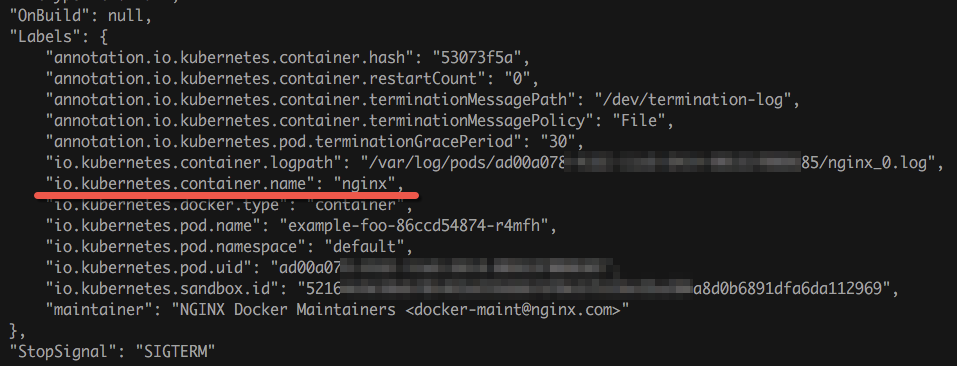 "OnBuild": null,
"Labels": {
"annotation.io.kubernetes.container.hash": "53073f5a",
"annotation.io.kubernetes.container.restartCount": "0",
"annotation.io.kubernetes.container.terminationMessagePath": "/dev/termination-log",
"annotation.io.kubernetes.container.terminationMessagePolicy": "File",
"annotation.io.kubernetes.pod.terminationGracePeriod": "30",
"io.kubernetes.container.logpath": "/var/log/pods/ad00a078 85/nginx_0.log",
"io.kubernetes.container.name": "nginx",
"io.kubernetes.docker.type": "container",
"io.kubernetes.pod.name": "example-foo-86ccd54874-r4mfh",
"io.kubernetes.pod.namespace": "default",
"io.kubernetes.pod.uid": "ad00a07
"io.kubernetes.sandbox.id": "5216 a8d0b6891dfa6da112969",
"maintainer": "NGINX Docker Maintainers <docker-maint@nginx.com>"
},
"StopSignal": "SIGTERM"